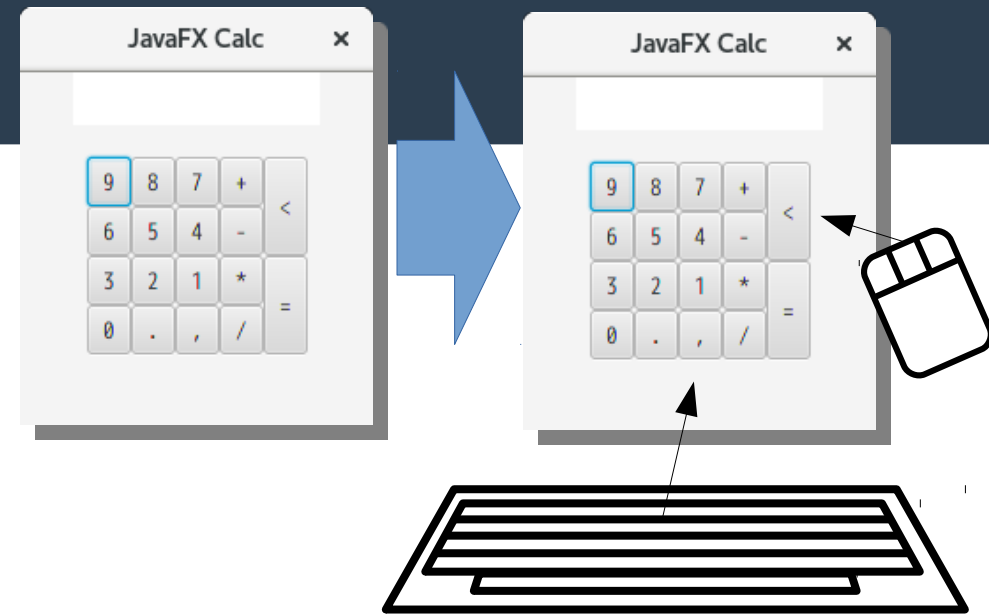 JavaFX Calc ×
9 8 7 + <
6 5 4 -
3 2 1 * =
0 . , /
JavaFX Calc ×
9 8 7 + <
6 5 4 -
3 2 1 * =
0 . , /